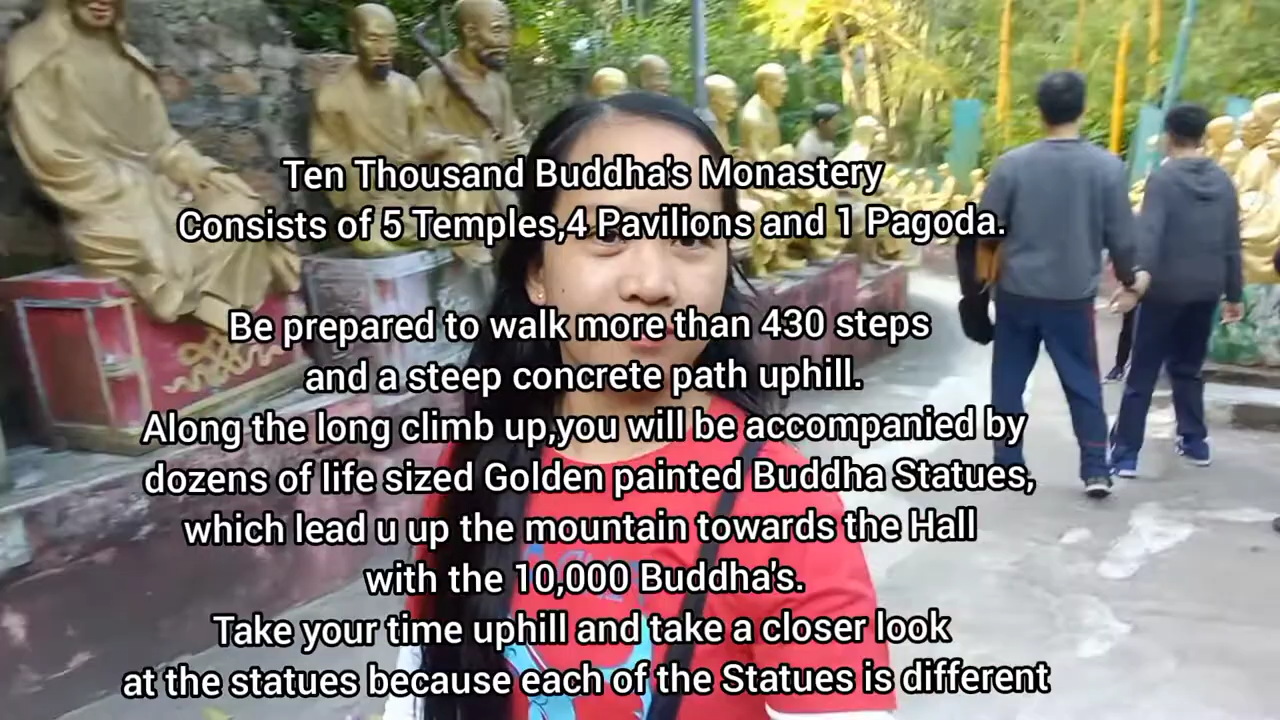 Ten Thousand Buddha's Monastery
Consists of 5 Temples,4 Pavilions and 1 Pagoda.
Be prepared to walk more than 430 steps
and a steep concrete path uphill.
Along the long climb up,you will be accompanied by
dozens of life sized Golden painted Buddha Statues,
which lead u up the mountain towards the Hall
with the 10,000 Buddha's.
Take your time uphill and take a closer look
at the statues because each of the Statues is different